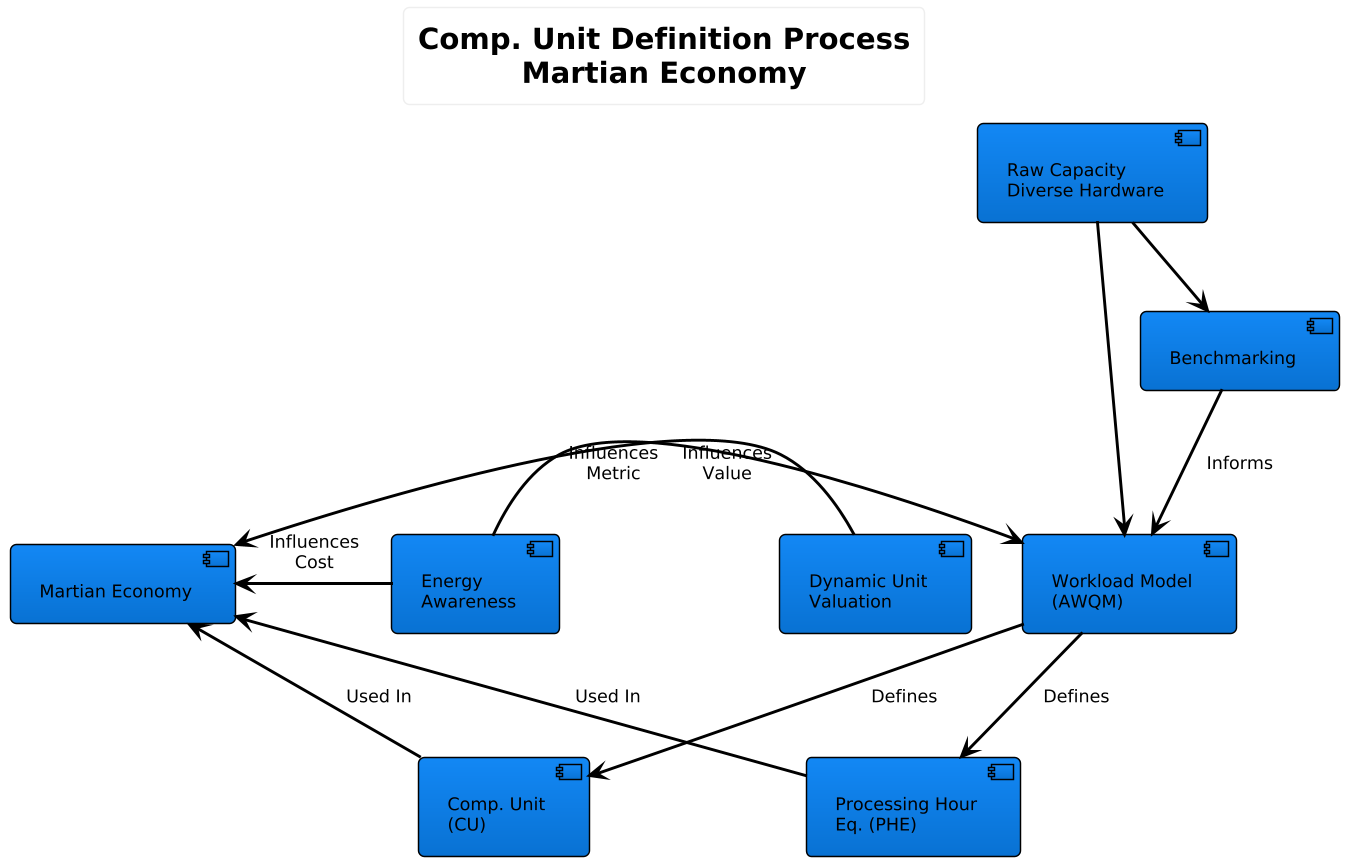 Comp. Unit Definition Process
Martian Economy
Raw Capacity
Diverse Hardware
Benchmarking
Informs
Influences
Metric
Influences
Value
Influences
Cost
Martian Economy
Energy
Awareness
Dynamic Unit
Valuation
Workload Model
(AWQM)
Used In
Used In
Defines
Defines
Comp. Unit
(CU)
Processing Hour
Eq. (PHE)